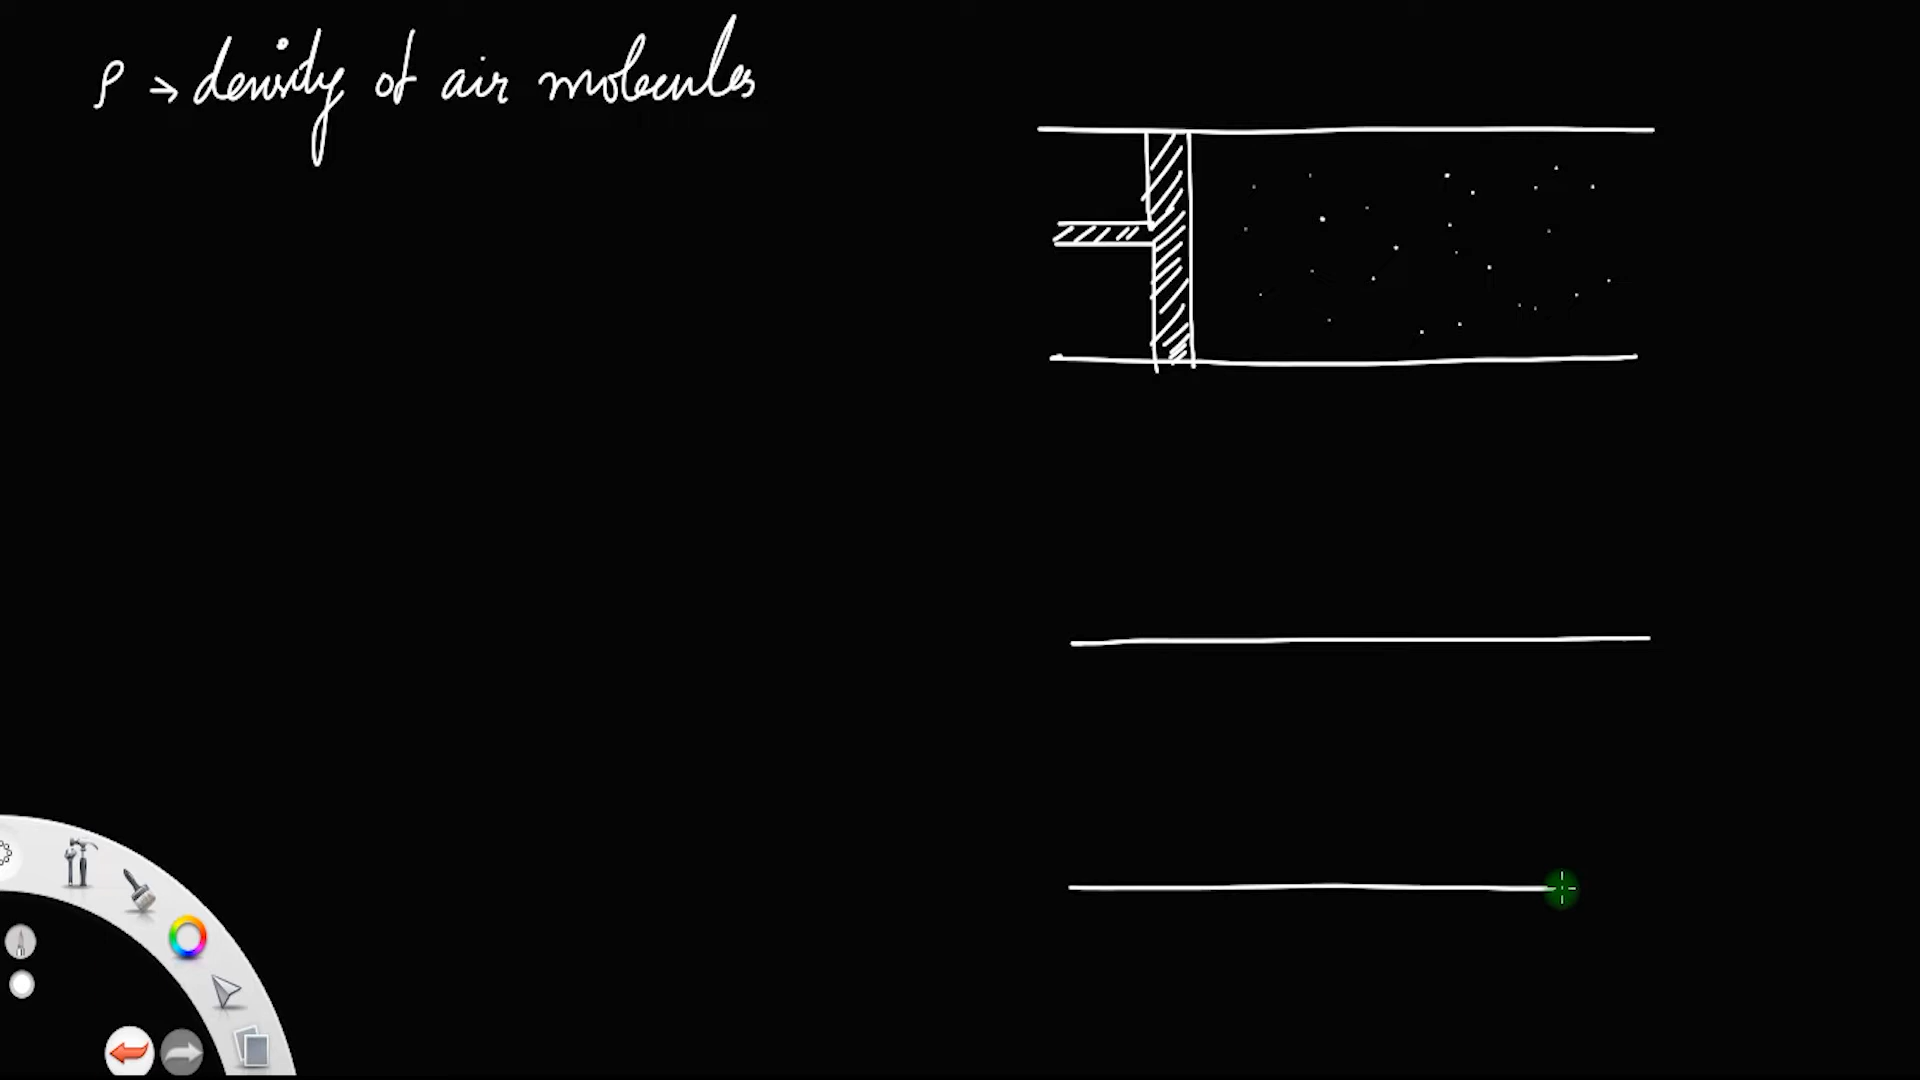 ρ → density of air molecules